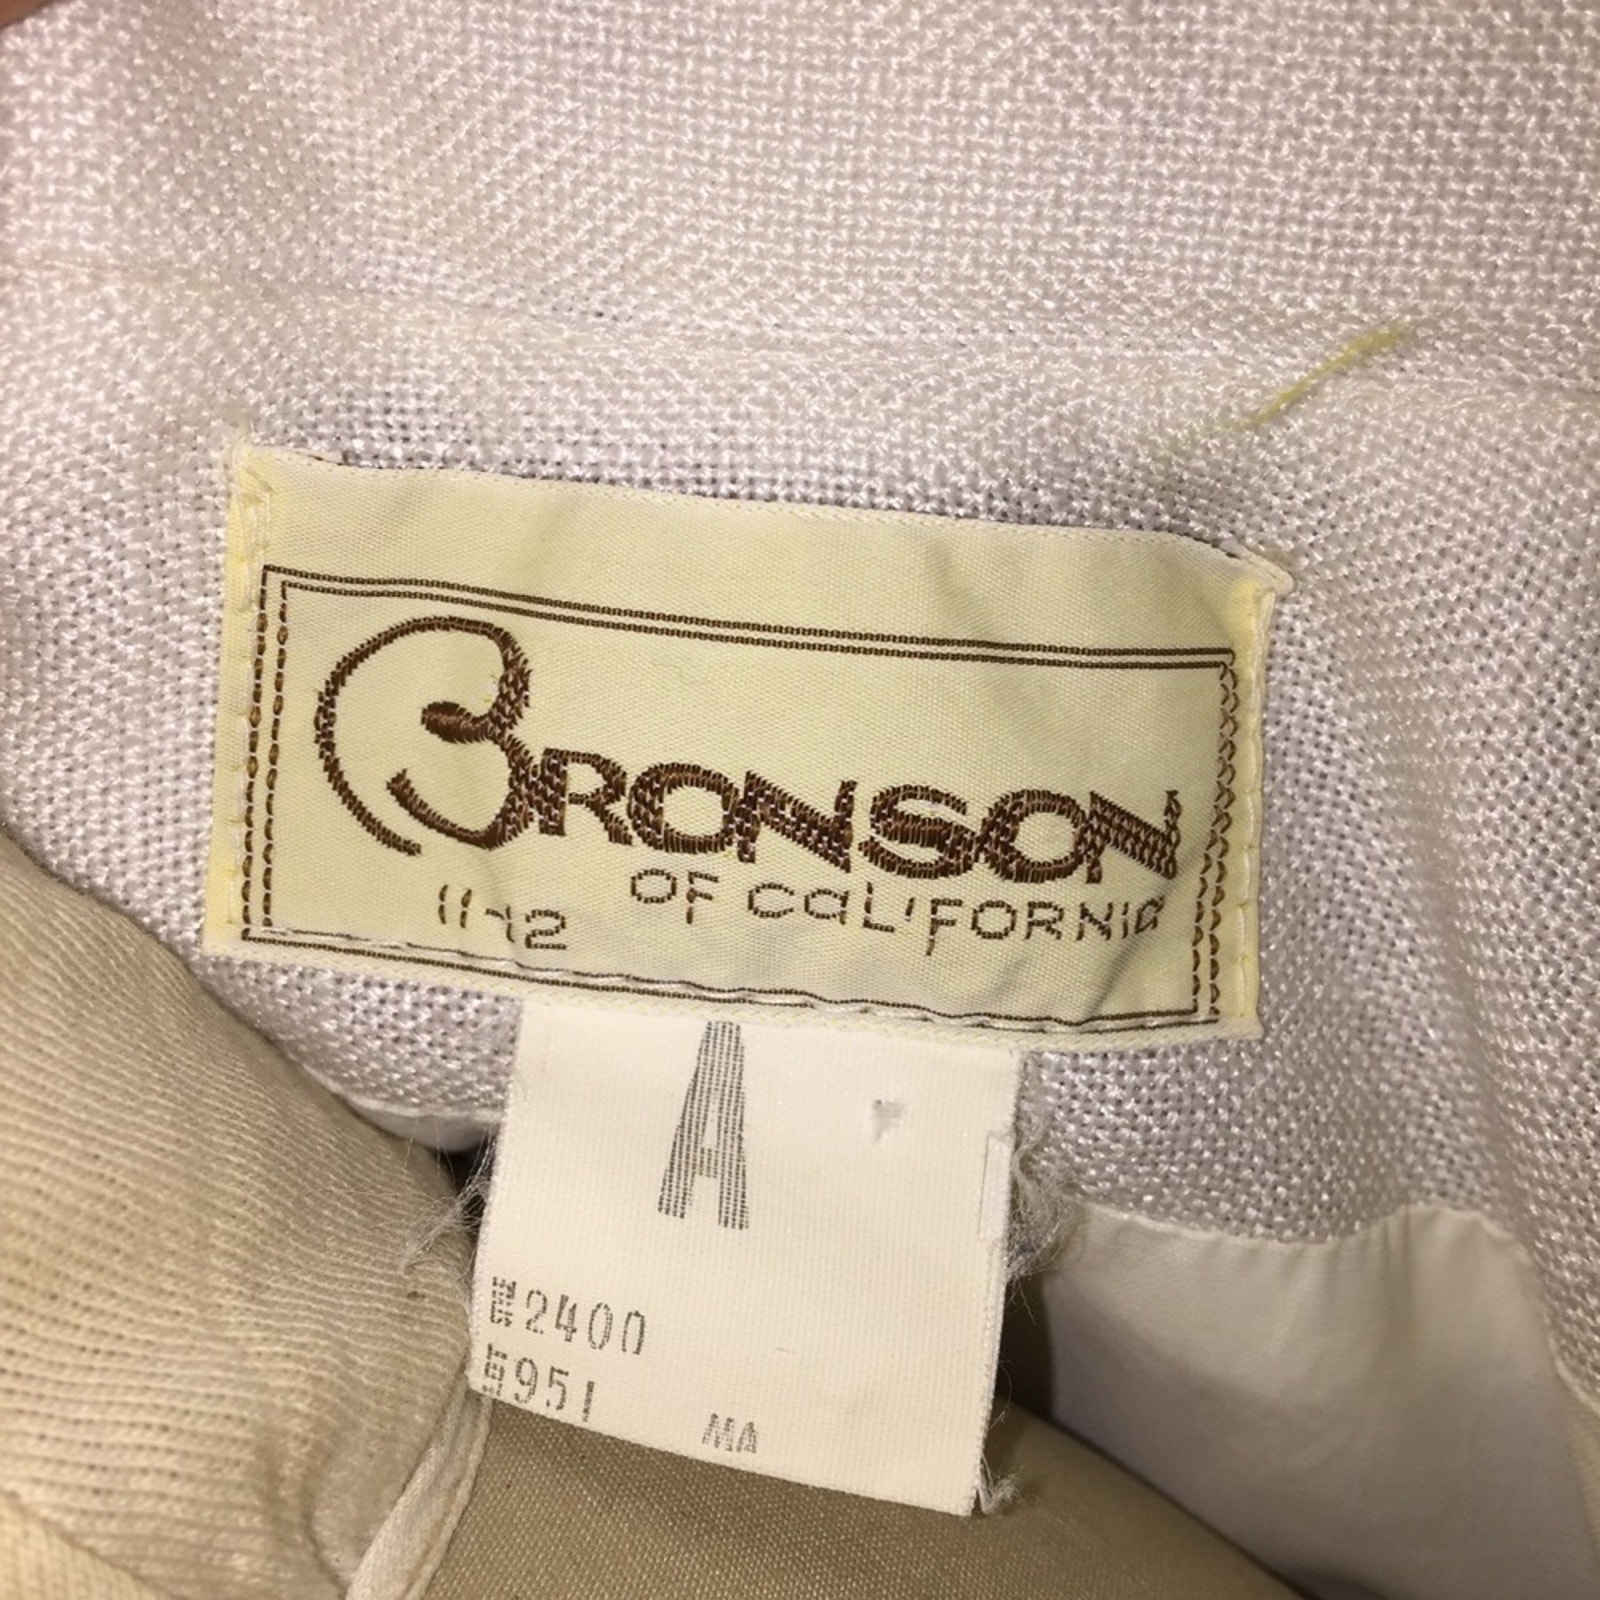 BRONSON
OF CaLiFORNia
11-12
A
2400
5951
MA